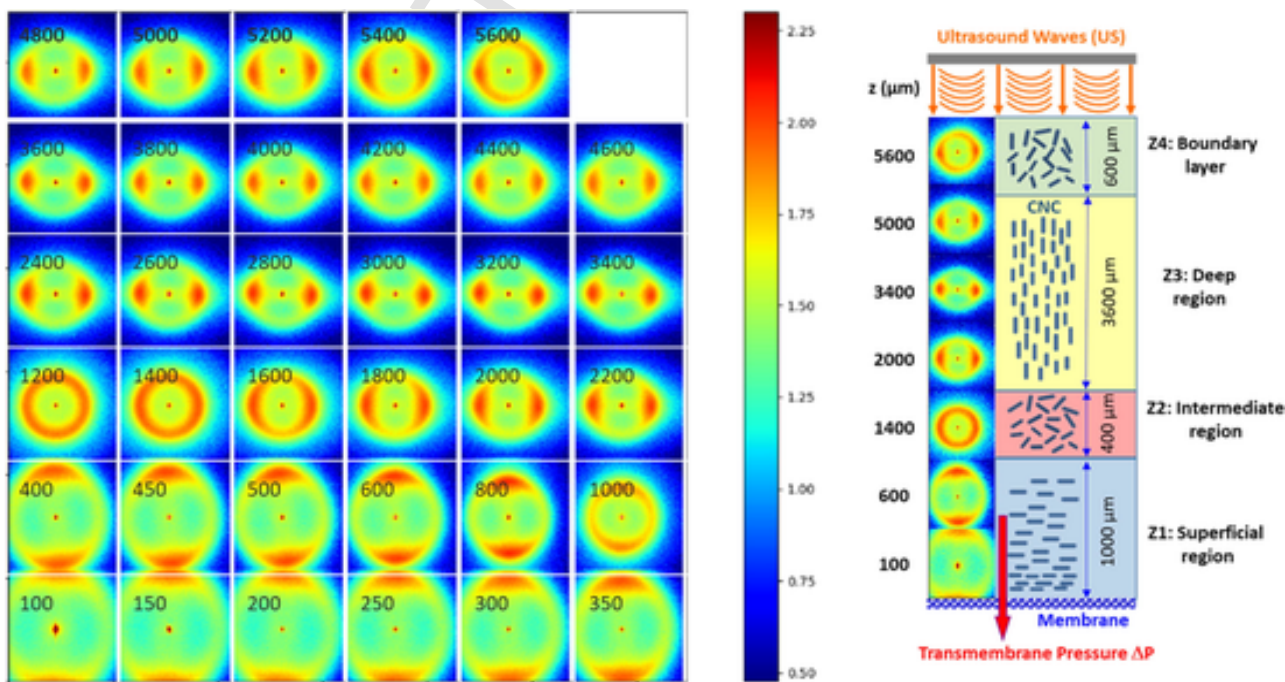 4800 5000 5200 5400 5600
3600 3800 4000 4200 4400 4600
2400 2600 2800 3000 3200 3400
1200 1400 1600 1800 2000 2200
400 450 500 600 800 1000
100 150 200 250 300 350
2.25
2.00
1.75
1.50
1.25
1.00
0.75
0.50
Ultrasound Waves (US)
z (µm)
5600
5000
3400
2000
1400
600
100
600 µm
CNC
3600 µm
400 µm
1000 µm
Z4: Boundary
layer
Z3: Deep
region
Z2: Intermediate
region
Z1: Superficial
region
Membrane
Transmembrane Pressure ΔP